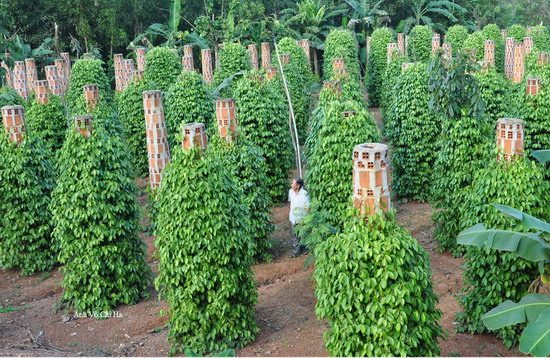 Ảnh Võ Chí Hà